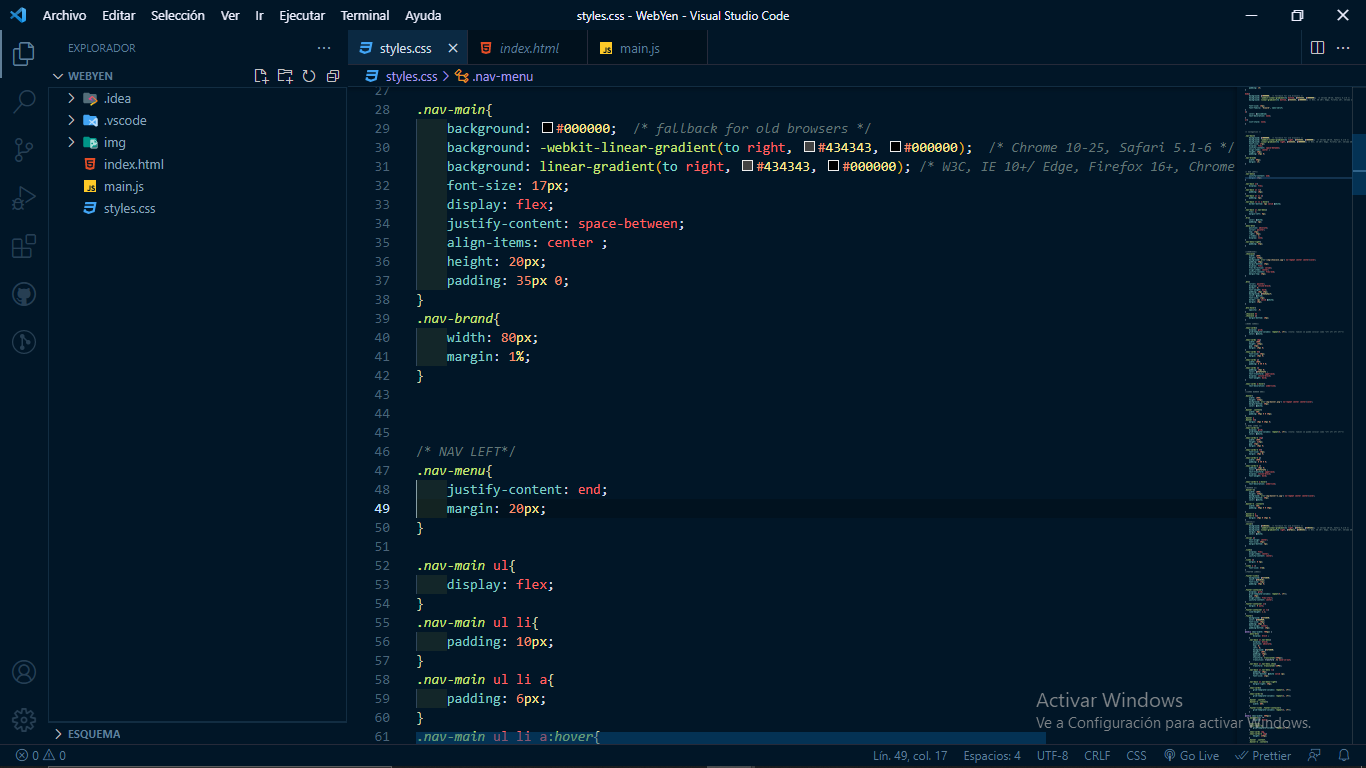 Archivo Editar Selección Ver Ir Ejecutar Terminal Ayuda
styles.css - WebYen - Visual Studio Code
EXPLORADOR
WEBYEN
.idea
.vscode
img
index.html
main.js
styles.css
ESQUEMA
styles.css index.html main.js
styles.css > .nav-menu
27
28 .nav-main{
29 background: #000000; /* fallback for old browsers */
30 background: -webkit-linear-gradient(to right, #434343, #000000); /* Chrome 10-25, Safari 5.1-6 */
31 background: linear-gradient(to right, #434343, #000000); /* W3C, IE 10+/ Edge, Firefox 16+, Chrome
32 font-size: 17px;
33 display: flex;
34 justify-content: space-between;
35 align-items: center ;
36 height: 20px;
37 padding: 35px 0;
38 }
39 .nav-brand{
40 width: 80px;
41 margin: 1%;
42 }
43
44
45
46 /* NAV LEFT*/
47 .nav-menu{
48 justify-content: end;
49 margin: 20px;
50 }
51
52 .nav-main ul{
53 display: flex;
54 }
55 .nav-main ul li{
56 padding: 10px;
57 }
58 .nav-main ul li a{
59 padding: 6px;
60 }
61 .nav-main ul li a:hover{
Activar Windows
Ve a Configuración para activar Windows.
0 0 Lín. 49, col. 17 Espacios: 4 UTF-8 CRLF CSS Go Live Prettier